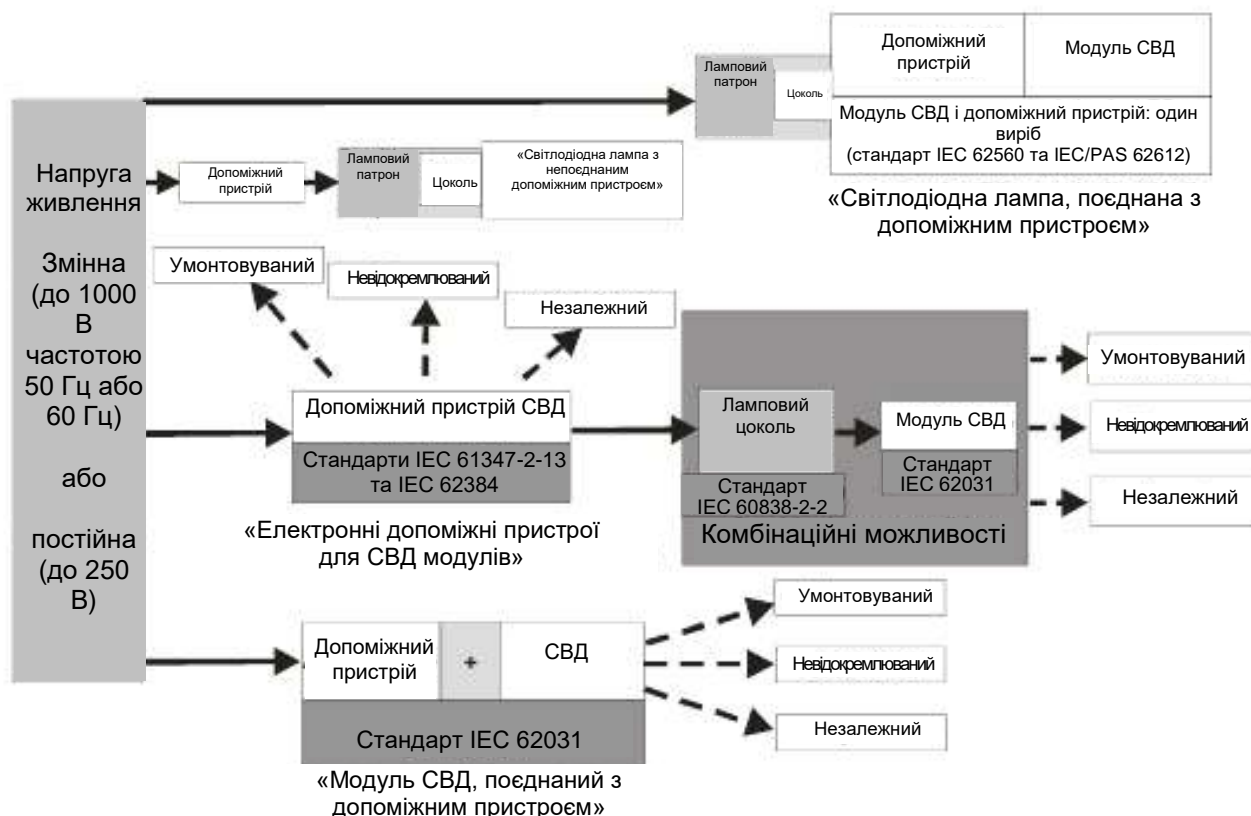 Допоміжний
пристрій
Модуль СВД
Ламповий
патрон
Цоколь
Модуль СВД і допоміжний пристрій: один
виріб
(стандарт IEC 62560 та IEC/PAS 62612)
«Світлодіодна лампа, поєднана з
допоміжним пристроєм»
Напруга
живлення
Змінна
(до 1000
В
частотою
50 Гц або
60 Гц)
або
постійна
(до 250
В)
Допоміжний
пристрій
Ламповий
патрон
Цоколь
«Світлодіодна лампа з
непоєднаним
допоміжним пристроєм»
Умонтовуваний
Невідокремлюваний
Незалежний
Допоміжний пристрій СВД
Стандарти IEC 61347-2-13
та IEC 62384
«Електронні допоміжні пристрої
для СВД модулів»
Ламповий
цоколь
Стандарт
IEC 60838-2-2
Модуль СВД
Стандарт
IEC 62031
Комбінаційні можливості
Умонтовуваний
Невідокремлюваний
Незалежний
Допоміжний
пристрій
+
СВД
Стандарт IEC 62031
«Модуль СВД, поєднаний з
допоміжним пристроєм»
Умонтовуваний
Невідокремлюваний
Незалежний